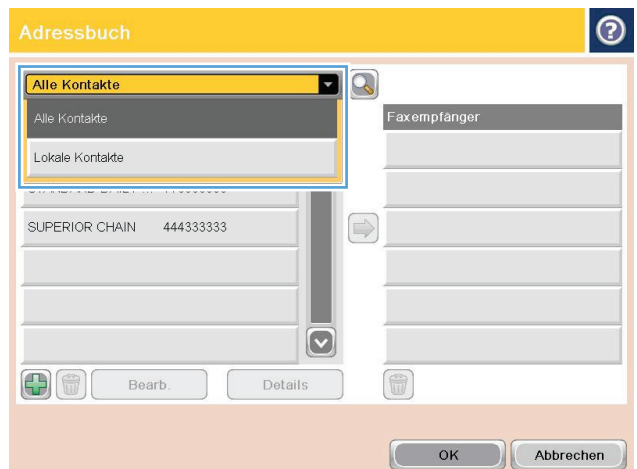 Adressbuch
Alle Kontakte
Alle Kontakte
Lokale Kontakte
SUPERIOR CHAIN 444333333
Faxempfänger
Bearb.
Details
OK
Abbrechen